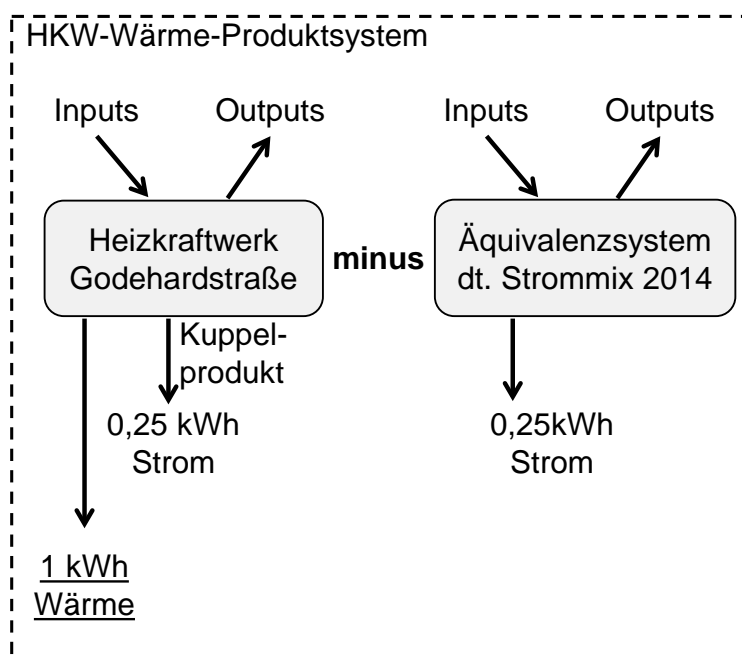 HKW-Wärme-Produktsystem
Inputs
Outputs
Inputs
Outputs
Heizkraftwerk
Godehardstraße
minus
Äquivalenzsystem
dt. Strommix 2014
Kuppel-
produkt
0,25 kWh
Strom
0,25kWh
Strom
1 kWh
Wärme